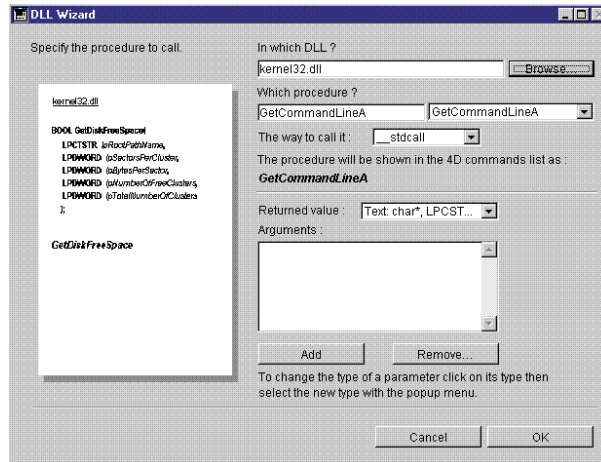 DLL Wizard
Specify the procedure to call.
kernel32.dll
BOOL GetDiskFreeSpace(
LPCTSTR lpRootPathName,
LPDWORD lpSectorsPerCluster,
LPDWORD lpBytesPerSector,
LPDWORD lpNumberOfFreeClusters,
LPDWORD lpTotalNumberOfClusters
);
GetDiskFreeSpace
In which DLL ?
kernel32.dll
Browse...
Which procedure ?
GetCommandLineA GetCommandLineA
The way to call it : __stdcall
The procedure will be shown in the 4D commands list as :
GetCommandLineA
Returned value : Text: char*, LPCST...
Arguments :
Add Remove...
To change the type of a parameter click on its type then
select the new type with the popup menu.
Cancel OK